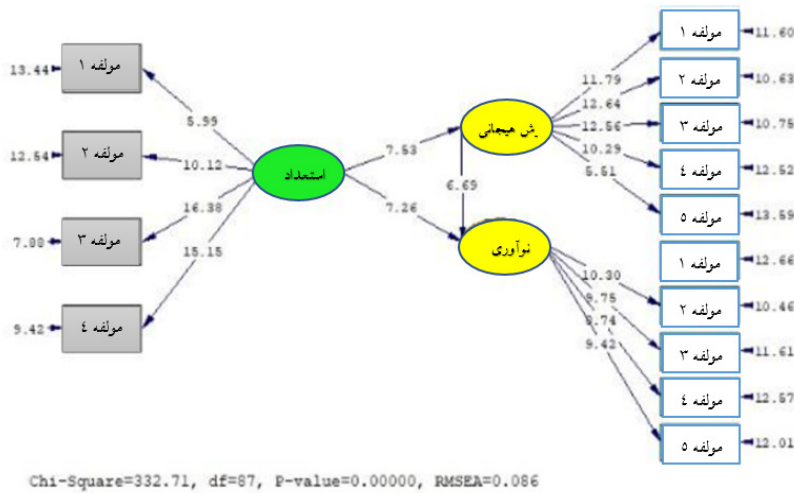 مولفه ۱
11.60
13.44
مولفه ۱
11.79
مولفه ۲
10.63
5.99
12.64
یش هیجانی
12.56
مولفه ۳
10.75
12.54
مولفه ۲
10.12
7.53
10.29
مولفه ٤
12.52
استعداد
6.69
5.51
مولفه ٥
13.59
16.38
7.26
7.88
مولفه ۳
نوآوری
مولفه ۱
12.66
15.15
10.30
مولفه ۲
10.46
9.75
9.42
مولفه ٤
9.74
مولفه ۳
11.61
9.42
مولفه ٤
12.57
مولفه ٥
12.01
Chi-Square=332.71, df=87, P-value=0.00000, RMSEA=0.086